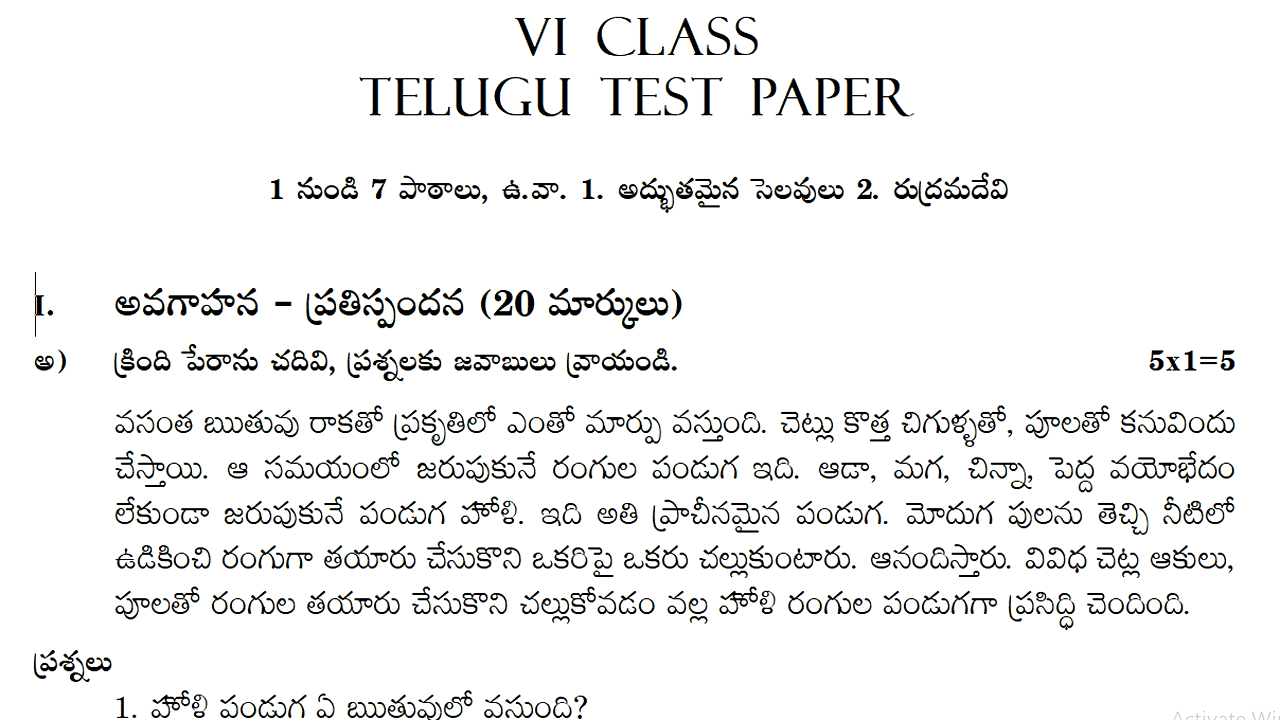 VI CLASS
TELUGU TEST PAPER
1 నుండి 7 పాఠాలు, ఉ.వా. 1. అద్భుతమైన సెలవులు 2. రుద్రమదేవి
I. అవగాహన – ప్రతిస్పందన (20 మార్కులు)
అ) క్రింది పేరాను చదివి, ప్రశ్నలకు జవాబులు వ్రాయండి. 5x1=5
వసంత ఋతువు రాకతో ప్రకృతిలో ఎంతో మార్పు వస్తుంది. చెట్లు కొత్త చిగుళ్ళతో, పూలతో కనువిందు
చేస్తాయి. ఆ సమయంలో జరుపుకునే రంగుల పండుగ ఇది. ఆడా, మగ, చిన్నా, పెద్ద వయోభేదం
లేకుండా జరుపుకునే పండుగ హోళి. ఇది అతి ప్రాచీనమైన పండుగ. మోదుగ పులను తెచ్చి నీటిలో
ఉడికించి రంగుగా తయారు చేసుకొని ఒకరిపై ఒకరు చల్లుకుంటారు. ఆనందిస్తారు. వివిధ చెట్ల ఆకులు,
పూలతో రంగుల తయారు చేసుకొని చల్లుకోవడం వల్ల హోళి రంగుల పండుగగా ప్రసిద్ధి చెందింది.
ప్రశ్నలు
1. హోళి పండుగ ఏ ఋతువులో వస్తుంది?